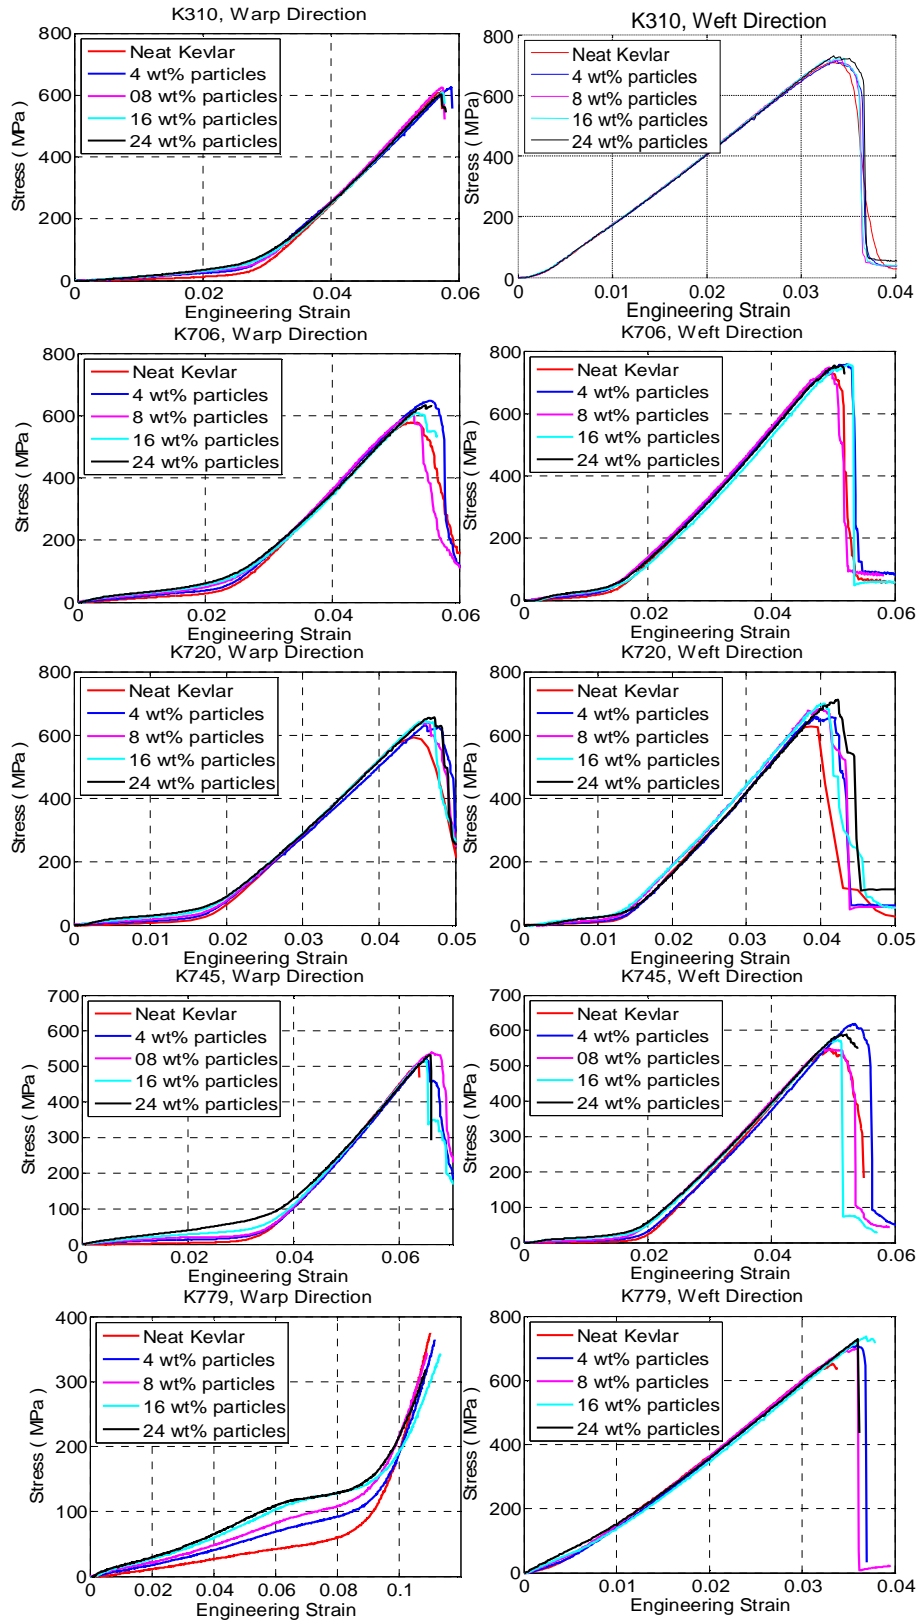 K310, Warp Direction
800
600
400
200
0
Stress ( MPa)
Neat Kevlar
4 wt% particles
08 wt% particles
16 wt% particles
24 wt% particles
0 0.02 0.04 0.06
Engineering Strain
K310, Weft Direction
800
600
400
200
0
Stress ( MPa)
Neat Kevlar
4 wt% particles
8 wt% particles
16 wt% particles
24 wt% particles
0 0.01 0.02 0.03 0.04
Engineering Strain
K706, Warp Direction
800
600
400
200
0
Stress ( MPa)
Neat Kevlar
4 wt% particles
8 wt% particles
16 wt% particles
24 wt% particles
0 0.02 0.04 0.06
Engineering Strain
K706, Weft Direction
800
600
400
200
0
Stress ( MPa)
Neat Kevlar
4 wt% particles
8 wt% particles
16 wt% particles
24 wt% particles
0 0.02 0.04 0.06
Engineering Strain
K720, Warp Direction
800
600
400
200
0
Stress ( MPa)
Neat Kevlar
4 wt% particles
8 wt% particles
16 wt% particles
24 wt% particles
0 0.01 0.02 0.03 0.04 0.05
Engineering Strain
K720, Weft Direction
800
600
400
200
0
Stress ( MPa)
Neat Kevlar
4 wt% particles
8 wt% particles
16 wt% particles
24 wt% particles
0 0.01 0.02 0.03 0.04 0.05
Engineering Strain
K745, Warp Direction
700
600
500
400
300
200
100
0
Stress ( MPa)
Neat Kevlar
4 wt% particles
08 wt% particles
16 wt% particles
24 wt% particles
0 0.02 0.04 0.06
Engineering Strain
K745, Weft Direction
700
600
500
400
300
200
100
0
Stress ( MPa)
Neat Kevlar
4 wt% particles
08 wt% particles
16 wt% particles
24 wt% particles
0 0.02 0.04 0.06
Engineering Strain
K779, Warp Direction
400
300
200
100
0
Stress ( MPa)
Neat Kevlar
4 wt% particles
8 wt% particles
16 wt% particles
24 wt% particles
0 0.02 0.04 0.06 0.08 0.1
Engineering Strain
K779, Weft Direction
800
600
400
200
0
Stress ( MPa)
Neat Kevlar
4 wt% particles
8 wt% particles
16 wt% particles
24 wt% particles
0 0.01 0.02 0.03 0.04
Engineering Strain